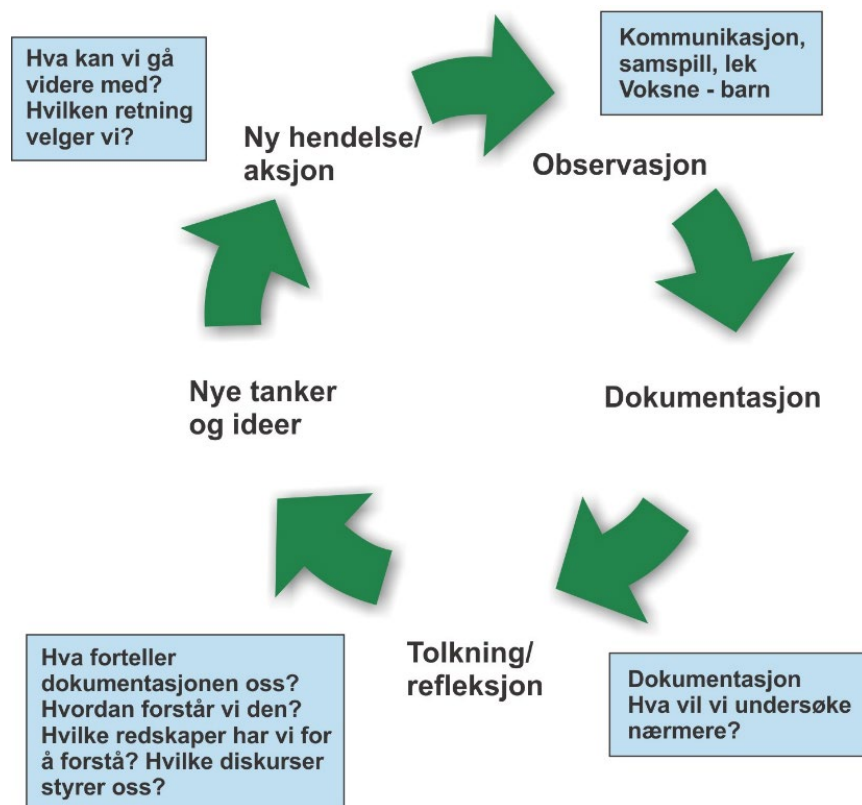 Hva kan vi gå
videre med?
Hvilken retning
velger vi?
Ny hendelse/
aksjon
Kommunikasjon,
samspill, lek
Voksne - barn
Observasjon
Dokumentasjon
Dokumentasjon
Hva vil vi undersøke
nærmere?
Tolkning/
refleksjon
Hva forteller
dokumentasjonen oss?
Hvordan forstår vi den?
Hvilke redskaper har vi for
å forstå? Hvilke diskurser
styrer oss?
Nye tanker
og ideer